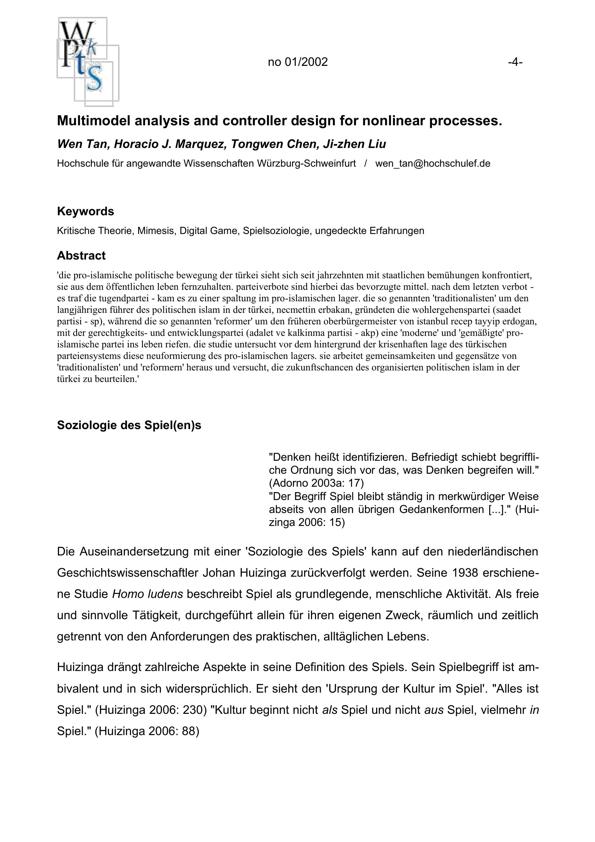 W
P k
t s
S
no 01/2002 -4-
Multimodel analysis and controller design for nonlinear processes.
Wen Tan, Horacio J. Marquez, Tongwen Chen, Ji-zhen Liu
Hochschule für angewandte Wissenschaften Würzburg-Schweinfurt / wen_tan@hochschulef.de
Keywords
Kritische Theorie, Mimesis, Digital Game, Spielsoziologie, ungedeckte Erfahrungen
Abstract
'die pro-islamische politische bewegung der türkei sieht sich seit jahrzehnten mit staatlichen bemühungen konfrontiert,
sie aus dem öffentlichen leben fernzuhalten. parteiverbote sind hierbei das bevorzugte mittel. nach dem letzten verbot -
es traf die tugendpartei - kam es zu einer spaltung im pro-islamischen lager. die so genannten 'traditionalisten' um den
langjährigen führer des politischen islam in der türkei, necmettin erbakan, gründeten die wohlergehenspartei (saadet
partisi - sp), während die so genannten 'reformer' um den früheren oberbürgermeister von istanbul recep tayyip erdogan,
mit der gerechtigkeits- und entwicklungspartei (adalet ve kalkinma partisi - akp) eine 'moderne' und 'gemäßigte' pro-
islamische partei ins leben riefen. die studie untersucht vor dem hintergrund der krisenhaften lage des türkischen
parteiensystems diese neuformierung des pro-islamischen lagers. sie arbeitet gemeinsamkeiten und gegensätze von
'traditionalisten' und 'reformern' heraus und versucht, die zukunftschancen des organisierten politischen islam in der
türkei zu beurteilen.'
Soziologie des Spiel(en)s
"Denken heißt identifizieren. Befriedigt schiebt begriffli-
che Ordnung sich vor das, was Denken begreifen will."
(Adorno 2003a: 17)
"Der Begriff Spiel bleibt ständig in merkwürdiger Weise
abseits von allen übrigen Gedankenformen [...]." (Hui-
zinga 2006: 15)
Die Auseinandersetzung mit einer 'Soziologie des Spiels' kann auf den niederländischen
Geschichtswissenschaftler Johan Huizinga zurückverfolgt werden. Seine 1938 erschiene-
ne Studie Homo ludens beschreibt Spiel als grundlegende, menschliche Aktivität. Als freie
und sinnvolle Tätigkeit, durchgeführt allein für ihren eigenen Zweck, räumlich und zeitlich
getrennt von den Anforderungen des praktischen, alltäglichen Lebens.
Huizinga drängt zahlreiche Aspekte in seine Definition des Spiels. Sein Spielbegriff ist am-
bivalent und in sich widersprüchlich. Er sieht den 'Ursprung der Kultur im Spiel'. "Alles ist
Spiel." (Huizinga 2006: 230) "Kultur beginnt nicht als Spiel und nicht aus Spiel, vielmehr in
Spiel." (Huizinga 2006: 88)